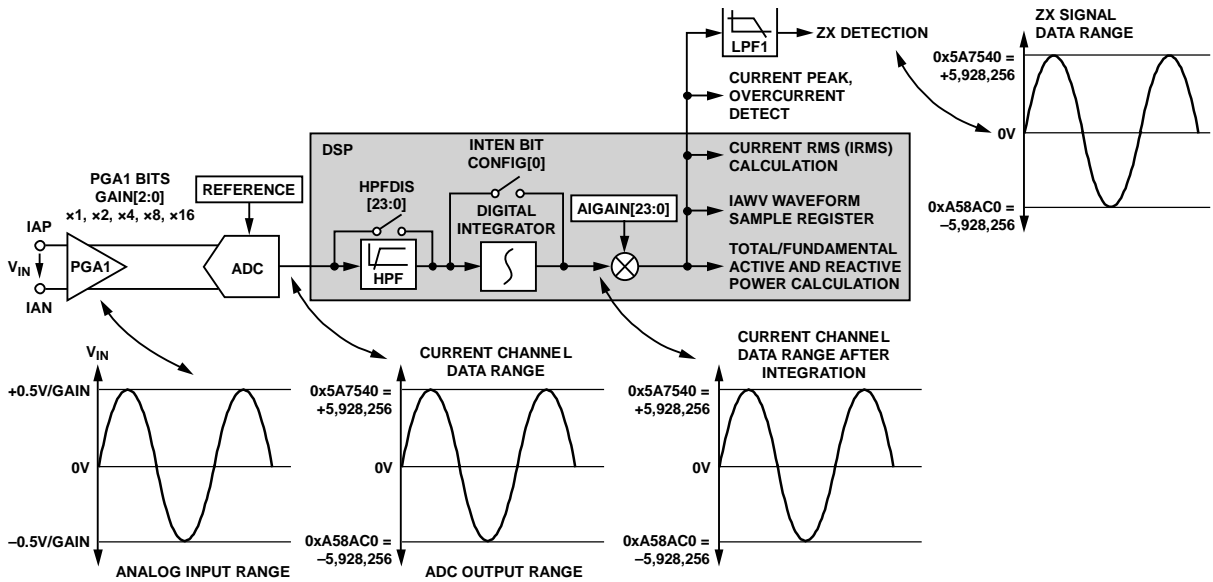 LPF1
ZX DETECTION
ZX SIGNAL
DATA RANGE
0x5A7540 =
+5,928,256
0V
0xA58AC0 =
–5,928,256
CURRENT PEAK,
OVERCURRENT
DETECT
DSP
INTEN BIT
CONFIG[0]
CURRENT RMS (IRMS)
CALCULATION
PGA1 BITS
GAIN[2:0]
×1, ×2, ×4, ×8, ×16
REFERENCE
HPFDIS
[23:0]
DIGITAL
INTEGRATOR
AIGAIN[23:0]
IAWV WAVEFORM
SAMPLE REGISTER
IAP
VIN
IAN
PGA1
ADC
HPF
TOTAL/FUNDAMENTAL
ACTIVE AND REACTIVE
POWER CALCULATION
VIN
+0.5V/GAIN
0V
–0.5V/GAIN
ANALOG INPUT RANGE
CURRENT CHANNEL
DATA RANGE
0x5A7540 =
+5,928,256
0V
0xA58AC0 =
–5,928,256
ADC OUTPUT RANGE
CURRENT CHANNEL
DATA RANGE AFTER
INTEGRATION
0x5A7540 =
+5,928,256
0V
0xA58AC0 =
–5,928,256